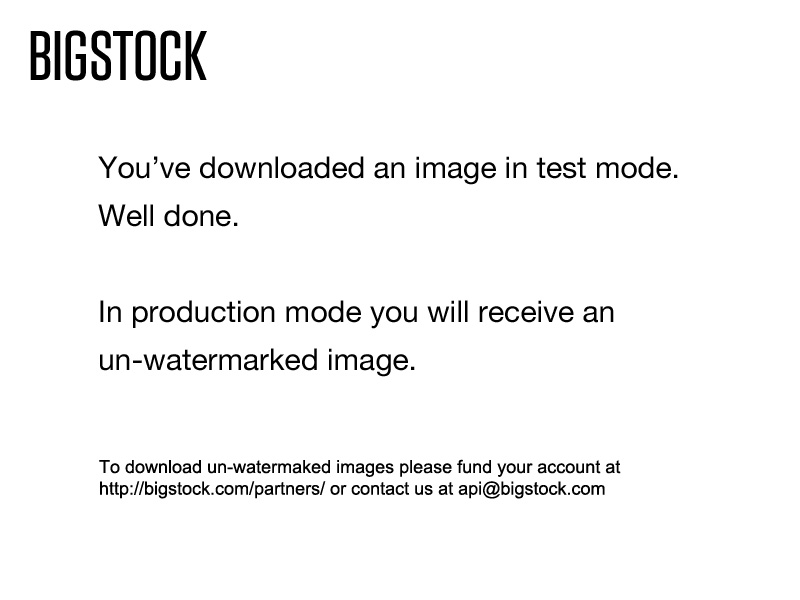 BIGSTOCK
You’ve downloaded an image in test mode.
Well done.
In production mode you will receive an
un-watermarked image.
To download un-watermaked images please fund your account at
http://bigstock.com/partners/ or contact us at api@bigstock.com